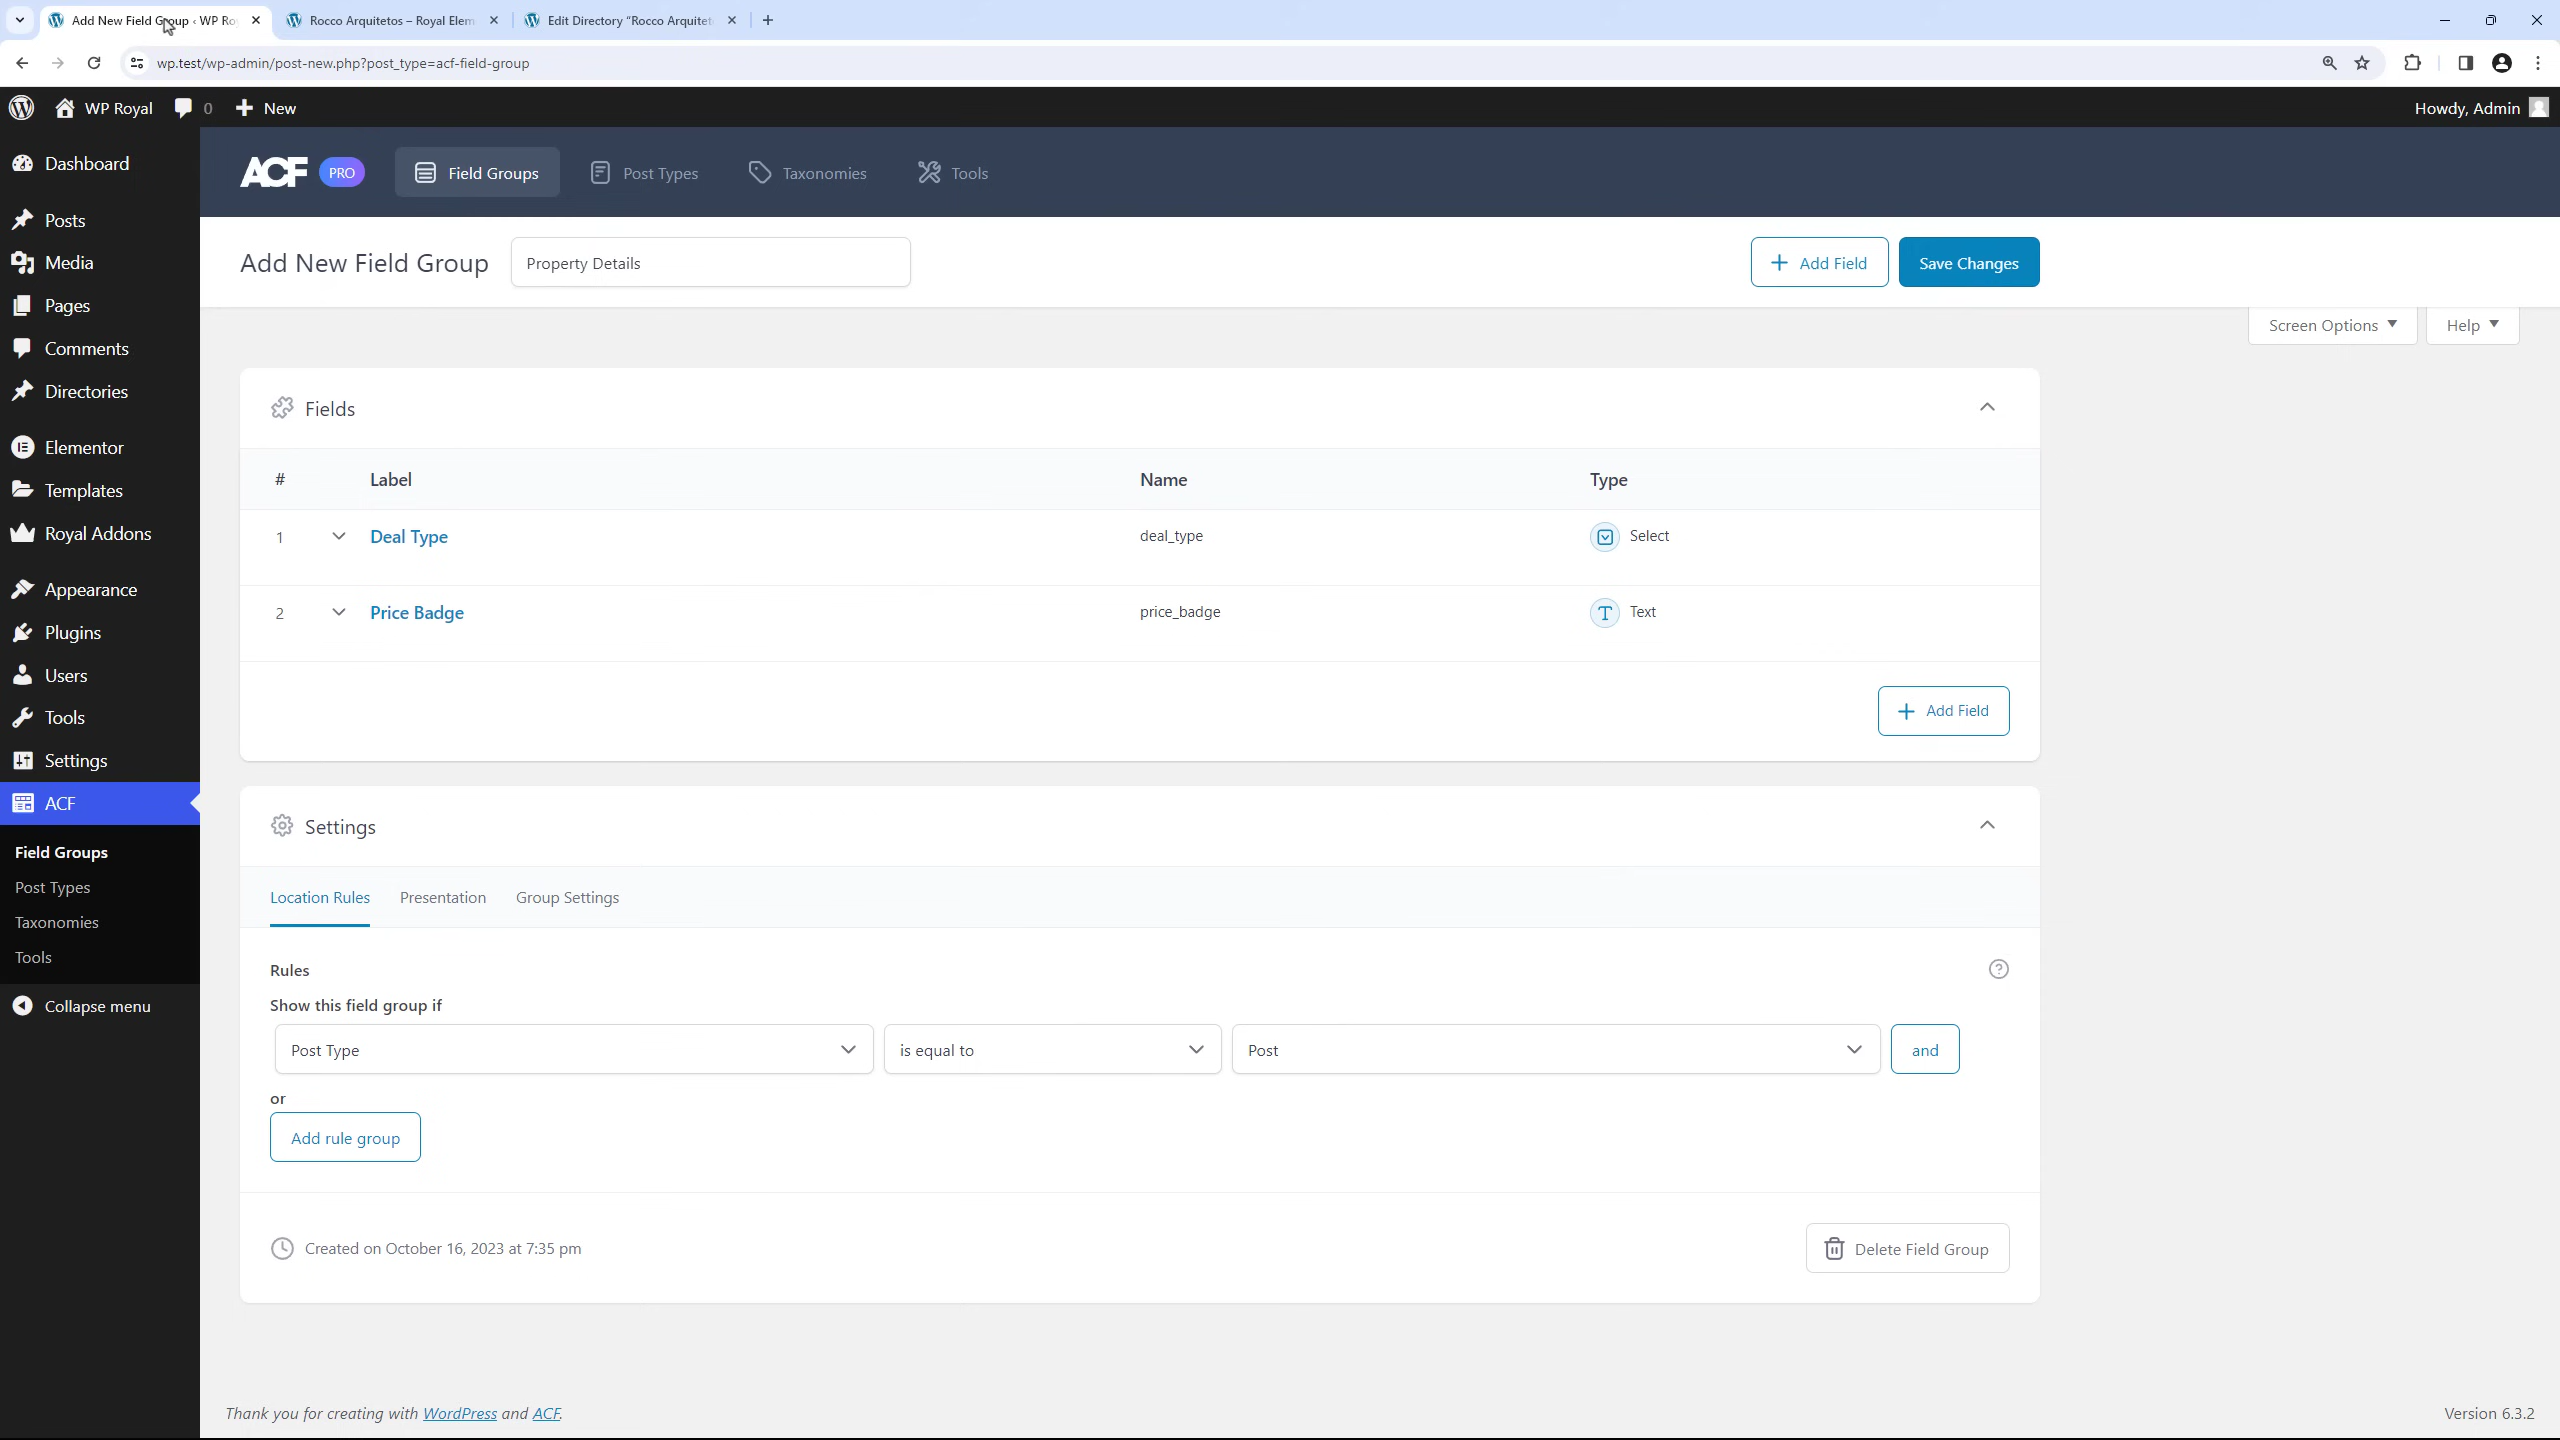 Add New Field Group ‹ WP Ro
Rocco Arquitetos – Royal Elem
Edit Directory "Rocco Arquitet
wp.test/wp-admin/post-new.php?post_type=acf-field-group
WP Royal
0
New
Howdy, Admin
Dashboard
Posts
Media
Pages
Comments
Directories
Elementor
Templates
Royal Addons
Appearance
Plugins
Users
Tools
Settings
ACF
Field Groups
Post Types
Taxonomies
Tools
Collapse menu
ACF PRO
Field Groups
Post Types
Taxonomies
Tools
Add New Field Group
Property Details
Add Field
Save Changes
Screen Options
Help
Fields
# Label Name Type
1 Deal Type deal_type Select
2 Price Badge price_badge Text
Add Field
Settings
Location Rules
Presentation
Group Settings
Rules
Show this field group if
Post Type
is equal to
Post
and
or
Add rule group
Created on October 16, 2023 at 7:35 pm
Delete Field Group
Thank you for creating with WordPress and ACF.
Version 6.3.2